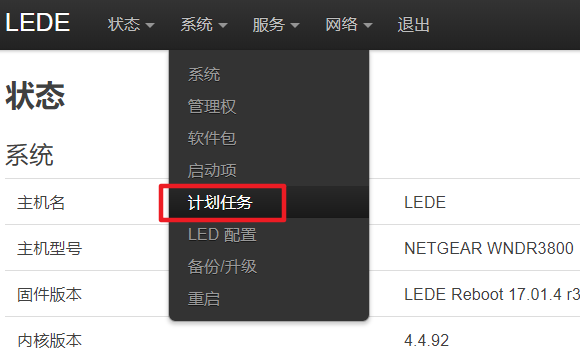 LEDE 状态 系统 服务 网络 退出
系统
管理权
软件包
启动项
计划任务
LED 配置
备份/升级
重启
状态
系统
主机名 LEDE
主机型号 NETGEAR WNDR3800
固件版本 LEDE Reboot 17.01.4 r3
内核版本 4.4.92